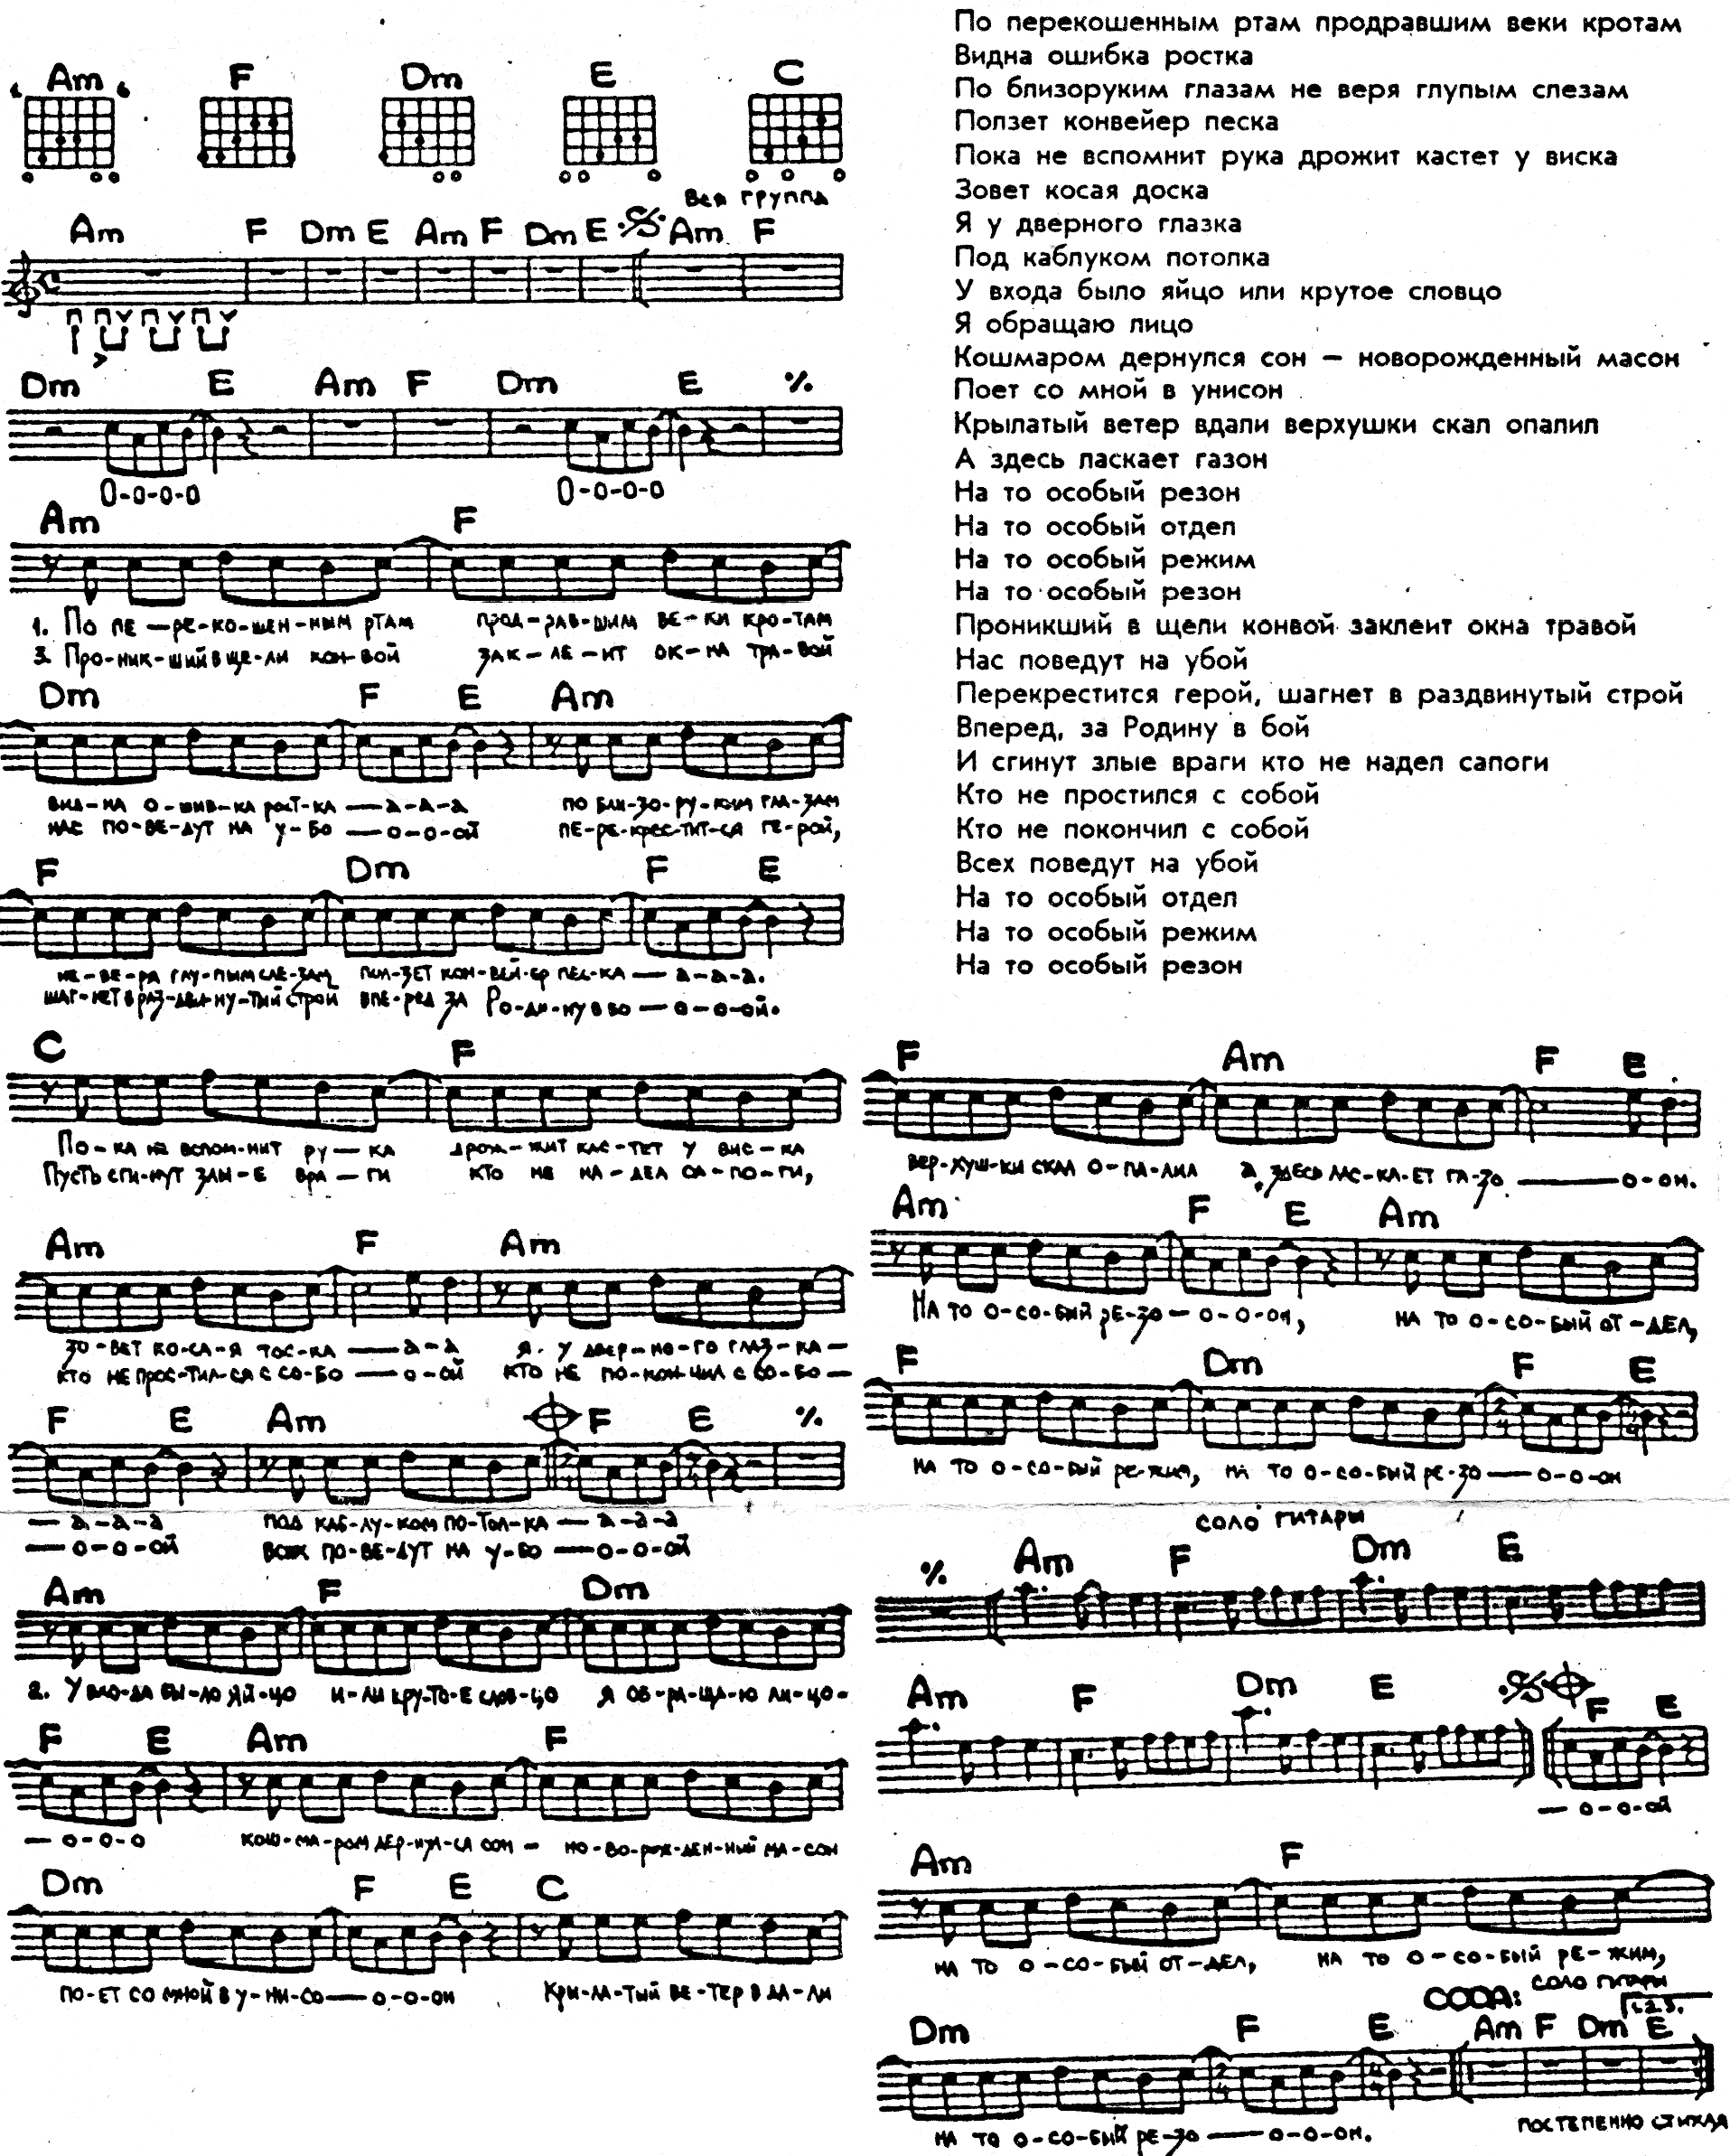 Am F Dm E C
Вся группа
Am F Dm E Am F Dm E Am F
Dm E Am F Dm E %
О-о-о-о О-о-о-о
Am F
1. По пе-ре-ко-шен-ным ртам прод-рав-шим ве-ки кро-там
3. Про-ник-ший в ще-ли кон-вой зак-ле-ит ок-на тра-вой
Dm F E Am
вид-на о-шиб-ка рост-ка — а-а-а по бли-зо-ру-ким гла-зам
нас по-ве-дут на у-бо — о-о-ой пе-ре-крес-тит-ся ге-рой,
F Dm F E
не-ве-ря глу-пым сле-зам пол-зет кон-вей-ер пес-ка — а-а-а.
шаг-нет в раз-дви-ну-тый строй впе-ред за Ро-ди-ну в бо — о-о-ой.
C F
По-ка не вспом-нит ру — ка дрож-жит кас-тет у вис-ка
Пусть сги-нут злы-е вра — ги кто не на-дел са-по-ги,
Am F Am
зо-вет ко-са-я тос-ка — а-а я у двер-но-го глаз-ка —
кто не прос-тил-ся с со-бо — о-ой кто не по-кон-чил с со-бо —
F E Am F E %
— а-а-а под каб-лу-ком по-тол-ка — а-а-а
— о-о-ой всех по-ве-дут на у-бо — о-о-ой
Am F Dm
2. У вхо-да бы-ло яй-цо и-ли кру-то-е слов-цо я об-ра-ща-ю ли-цо-
F E Am F
— о-о-о кош-ма-ром дер-нул-ся сон — но-во-рож-ден-ный ма-сон
Dm F E C
по-ет со мной в у-ни-со — о-о-он Кры-ла-тый ве-тер в да-ли
По перекошенным ртам продравшим веки кротам
Видна ошибка ростка
По близоруким глазам не веря глупым слезам
Ползет конвейер песка
Пока не вспомнит рука дрожит кастет у виска
Зовет косая доска
Я у дверного глазка
Под каблуком потолка
У входа было яйцо или крутое словцо
Я обращаю лицо
Кошмаром дернулся сон — новорожденный масон
Поет со мной в унисон
Крылатый ветер вдали верхушки скал опалил
А здесь ласкает газон
На то особый резон
На то особый отдел
На то особый режим
На то особый резон
Проникший в щели конвой заклеит окна травой
Нас поведут на убой
Перекрестится герой, шагнет в раздвинутый строй
Вперед, за Родину в бой
И сгинут злые враги кто не надел сапоги
Кто не простился с собой
Кто не покончил с собой
Всех поведут на убой
На то особый отдел
На то особый режим
На то особый резон
F Am F E
вер-хуш-ки скал о-па-лил а здесь лас-ка-ет га-зо — о-он.
Am F E Am
На то о-со-бый ре-зо — о-о-он, на то о-со-бый от-дел,
F Dm F E
2/4 4/4
на то о-со-бый ре-жим, на то о-со-бый ре-зо — о-о-он
соло гитары
% Am F Dm E
Am F Dm E F E
— о-о-ой
Am F
на то о-со-бый от-дел, на то о-со-бый ре-жим,
CODA: соло гитары
1.2.3.
Dm F E Am F Dm E
2/4 4/4
на то о-со-бый ре-зо — о-о-он. постепенно стихая